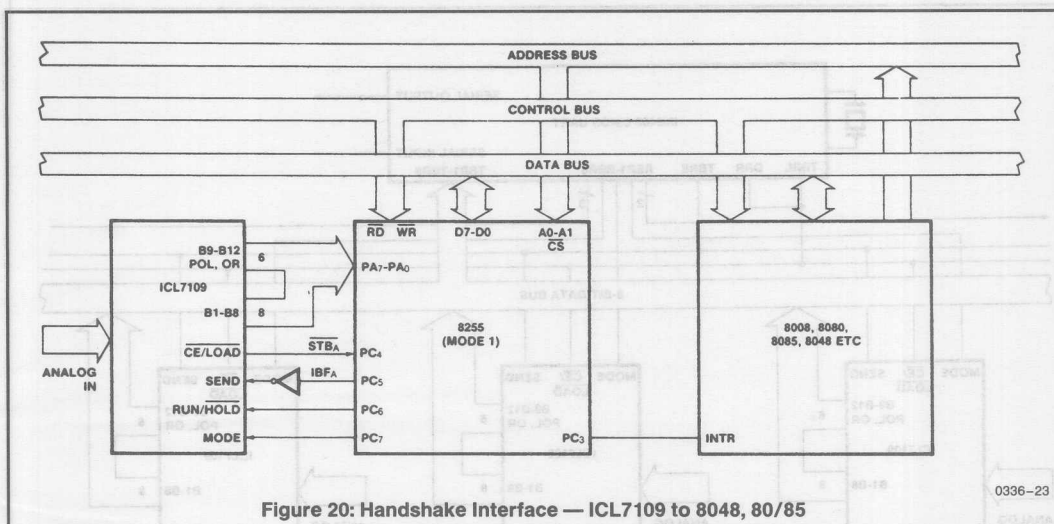 ADDRESS BUS
CONTROL BUS
DATA BUS
RD WR D7-D0 A0-A1
CS
B9-B12
POL, OR
6
ICL7109
B1-B8 8
PA7-PA0
8255
(MODE 1)
8008, 8080,
8085, 8048 ETC
ANALOG
IN
CE/LOAD STBA PC4
SEND IBFA PC5
RUN/HOLD PC6
MODE PC7
PC3 INTR
0336–23
Figure 20: Handshake Interface — ICL7109 to 8048, 80/85